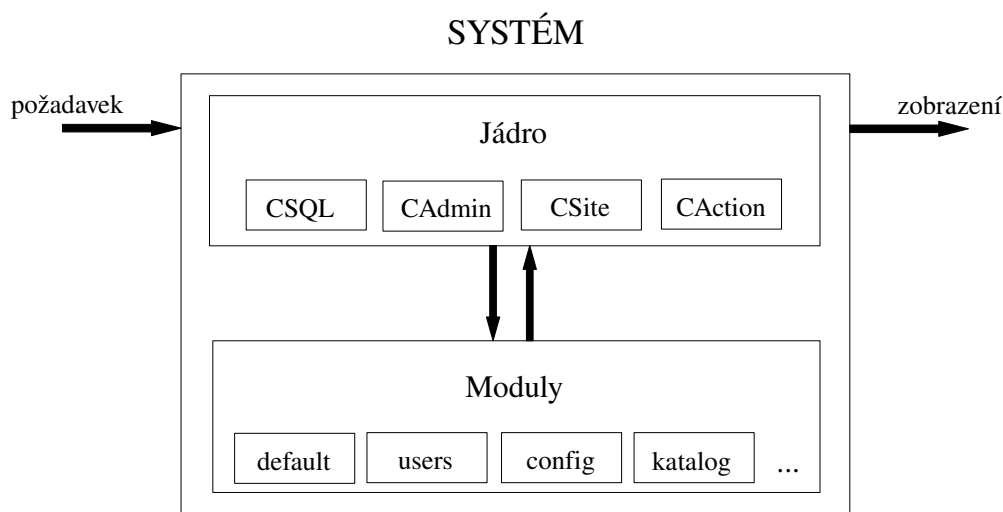 SYSTÉM
požadavek
zobrazení
Jádro
CSQL CAdmin CSite CAction
Moduly
default users config katalog ...